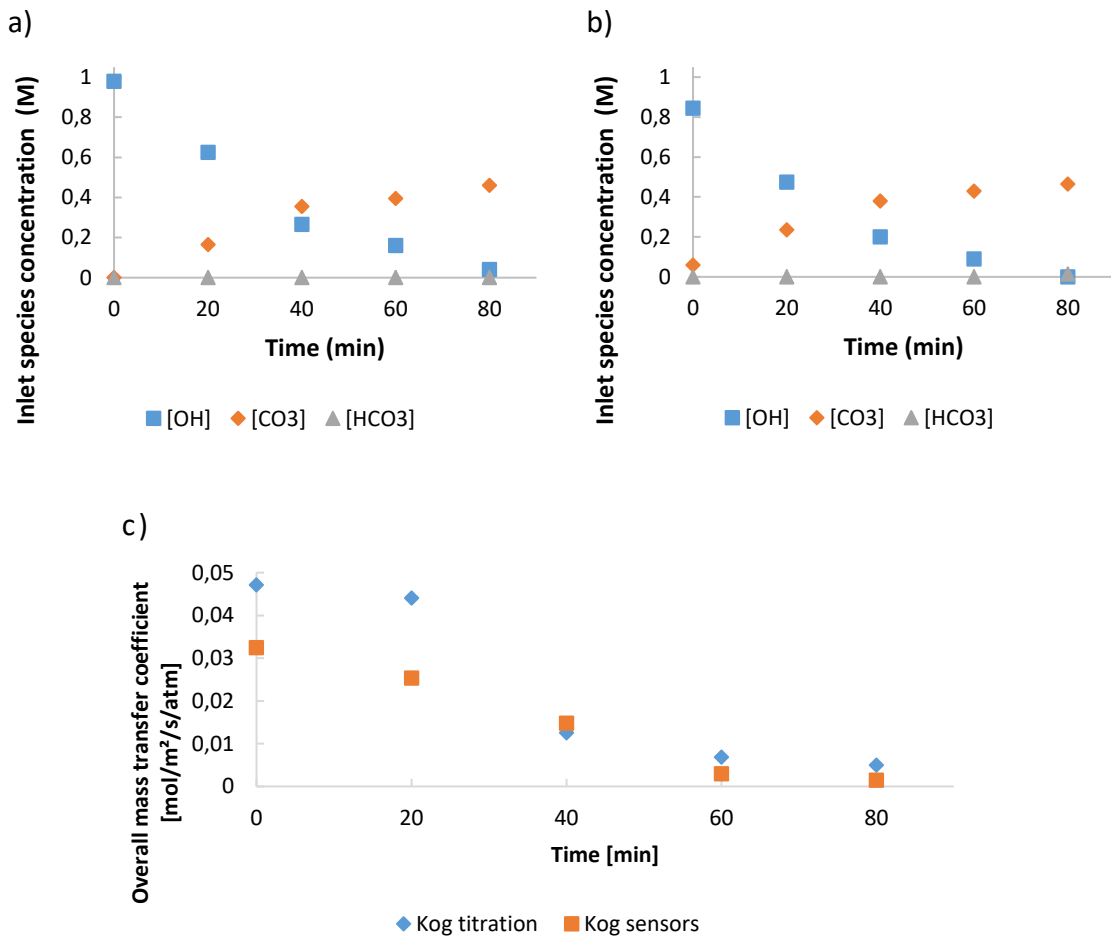 a)
Inlet species concentration (M)
1
0,8
0,6
0,4
0,2
0
0 20 40 60 80
Time (min)
[OH] [CO3] [HCO3]
b)
Inlet species concentration (M)
1
0,8
0,6
0,4
0,2
0
0 20 40 60 80
Time (min)
[OH] [CO3] [HCO3]
c)
Overall mass transfer coefficient
[mol/m²/s/atm]
0,05
0,04
0,03
0,02
0,01
0
0 20 40 60 80
Time [min]
Kog titration Kog sensors